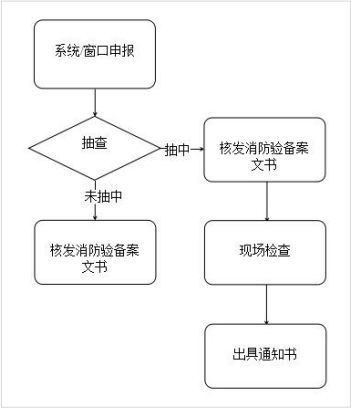 系统/窗口申报
抽查
抽中
核发消防验备案
文书
未抽中
核发消防验备案
文书
现场检查
出具通知书